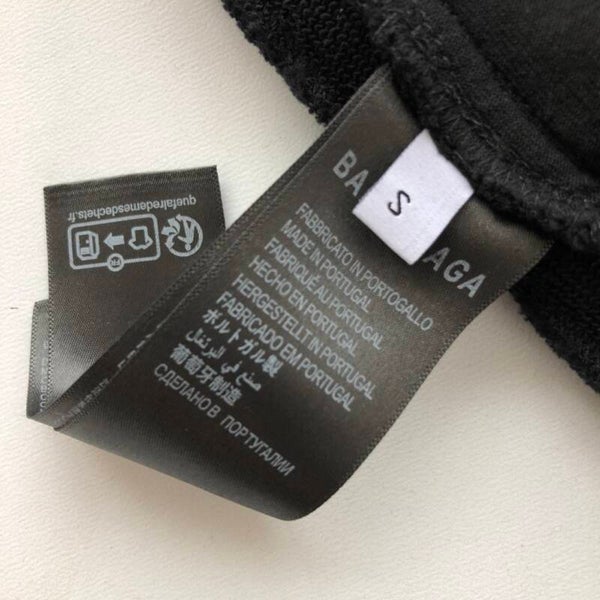 BA
S
AGA
FABBRICATO IN PORTOGALLO
MADE IN PORTUGAL
FABRIQUÉ AU PORTUGAL
HECHO EN PORTUGAL
HERGESTELLT IN PORTUGAL
FABRICADO EM PORTUGAL
ポルトガル製
صنع في البرتغال
葡萄牙制造
СДЕЛАНО В ПОРТУГАЛИИ
FR
quefairedemesdechets.fr